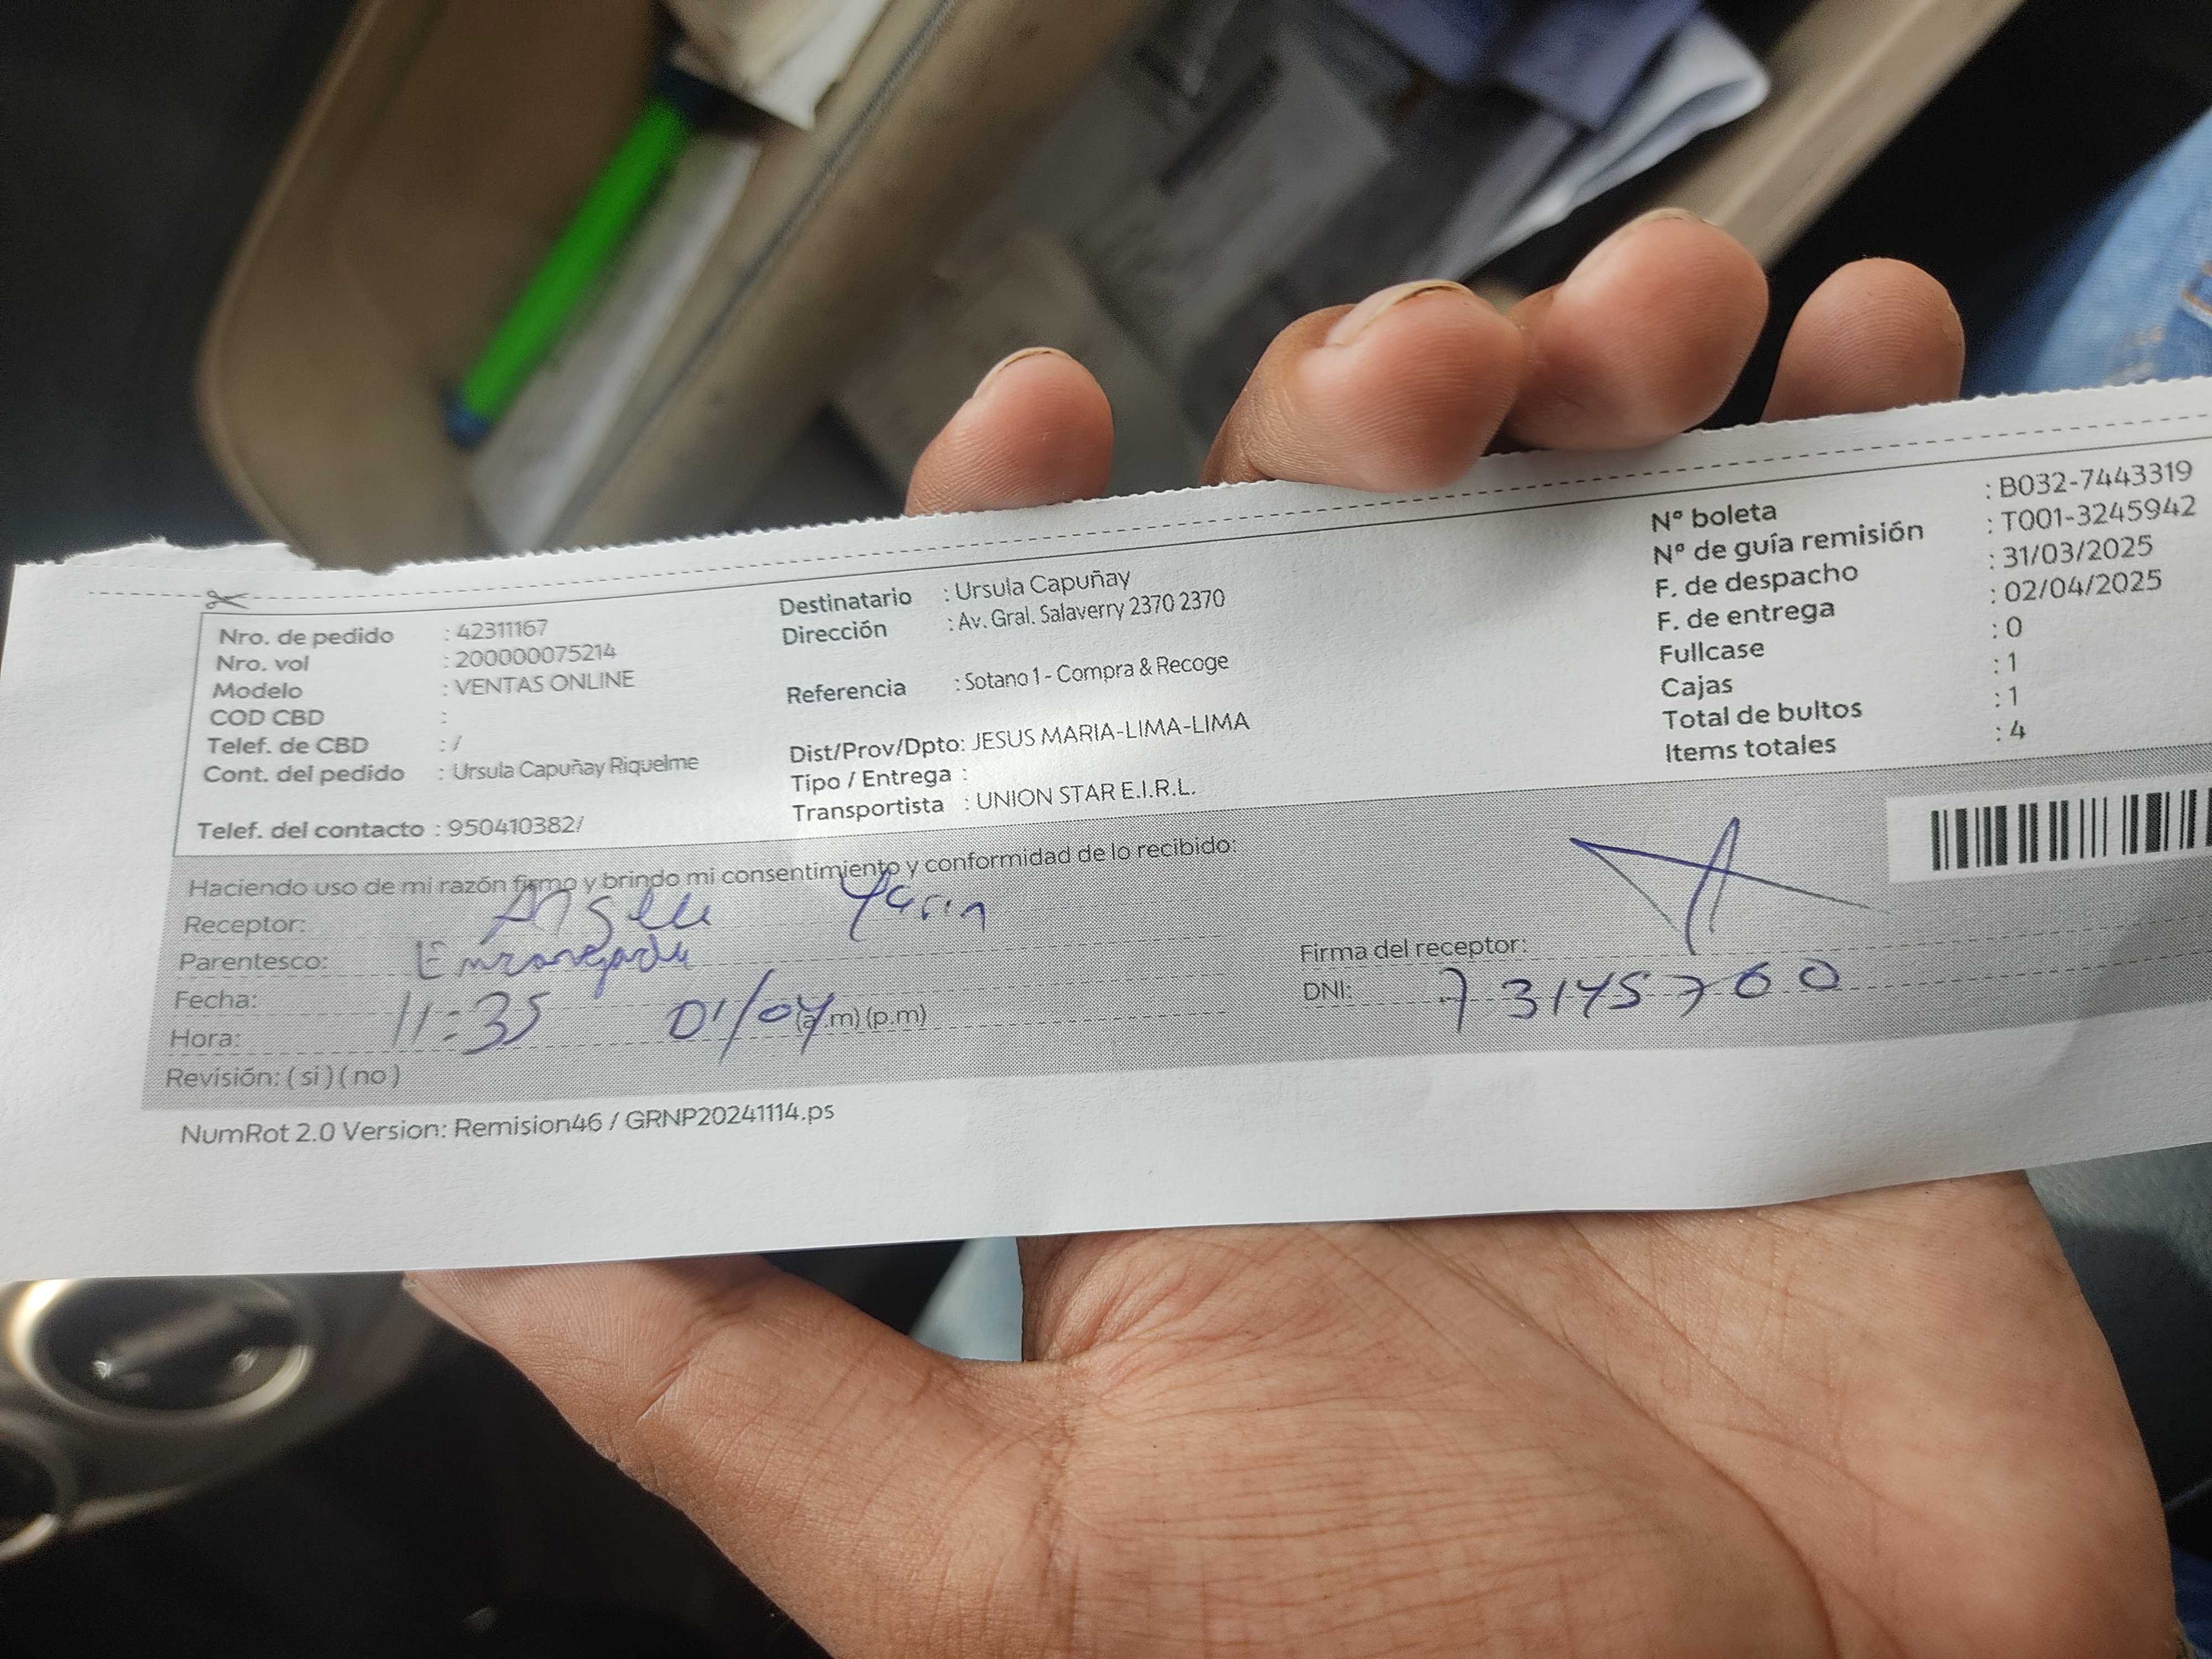 Nro. de pedido : 42311167
Nro. vol : 200000075214
Modelo : VENTAS ONLINE
COD CBD :
Telef. de CBD : /
Cont. del pedido : Ursula Capuñay Riquelme
Telef. del contacto : 950410382/
Destinatario : Ursula Capuñay
Dirección : Av. Gral. Salaverry 2370 2370
Referencia : Sotano 1 - Compra & Recoge
Dist/Prov/Dpto: JESUS MARIA-LIMA-LIMA
Tipo / Entrega :
Transportista : UNION STAR E.I.R.L.
N° boleta : B032-7443319
N° de guía remisión : T001-3245942
F. de despacho : 31/03/2025
F. de entrega : 02/04/2025
Fullcase : 0
Cajas : 1
Total de bultos : 1
Items totales : 4
Haciendo uso de mi razón firmo y brindo mi consentimiento y conformidad de lo recibido:
Receptor:
Parentesco:
Fecha:
Hora: 11:35 01/04 (a.m) (p.m)
Revisión: ( si ) ( no )
Firma del receptor:
DNI: 73145760
NumRot 2.0 Version: Remision46 / GRNP20241114.ps